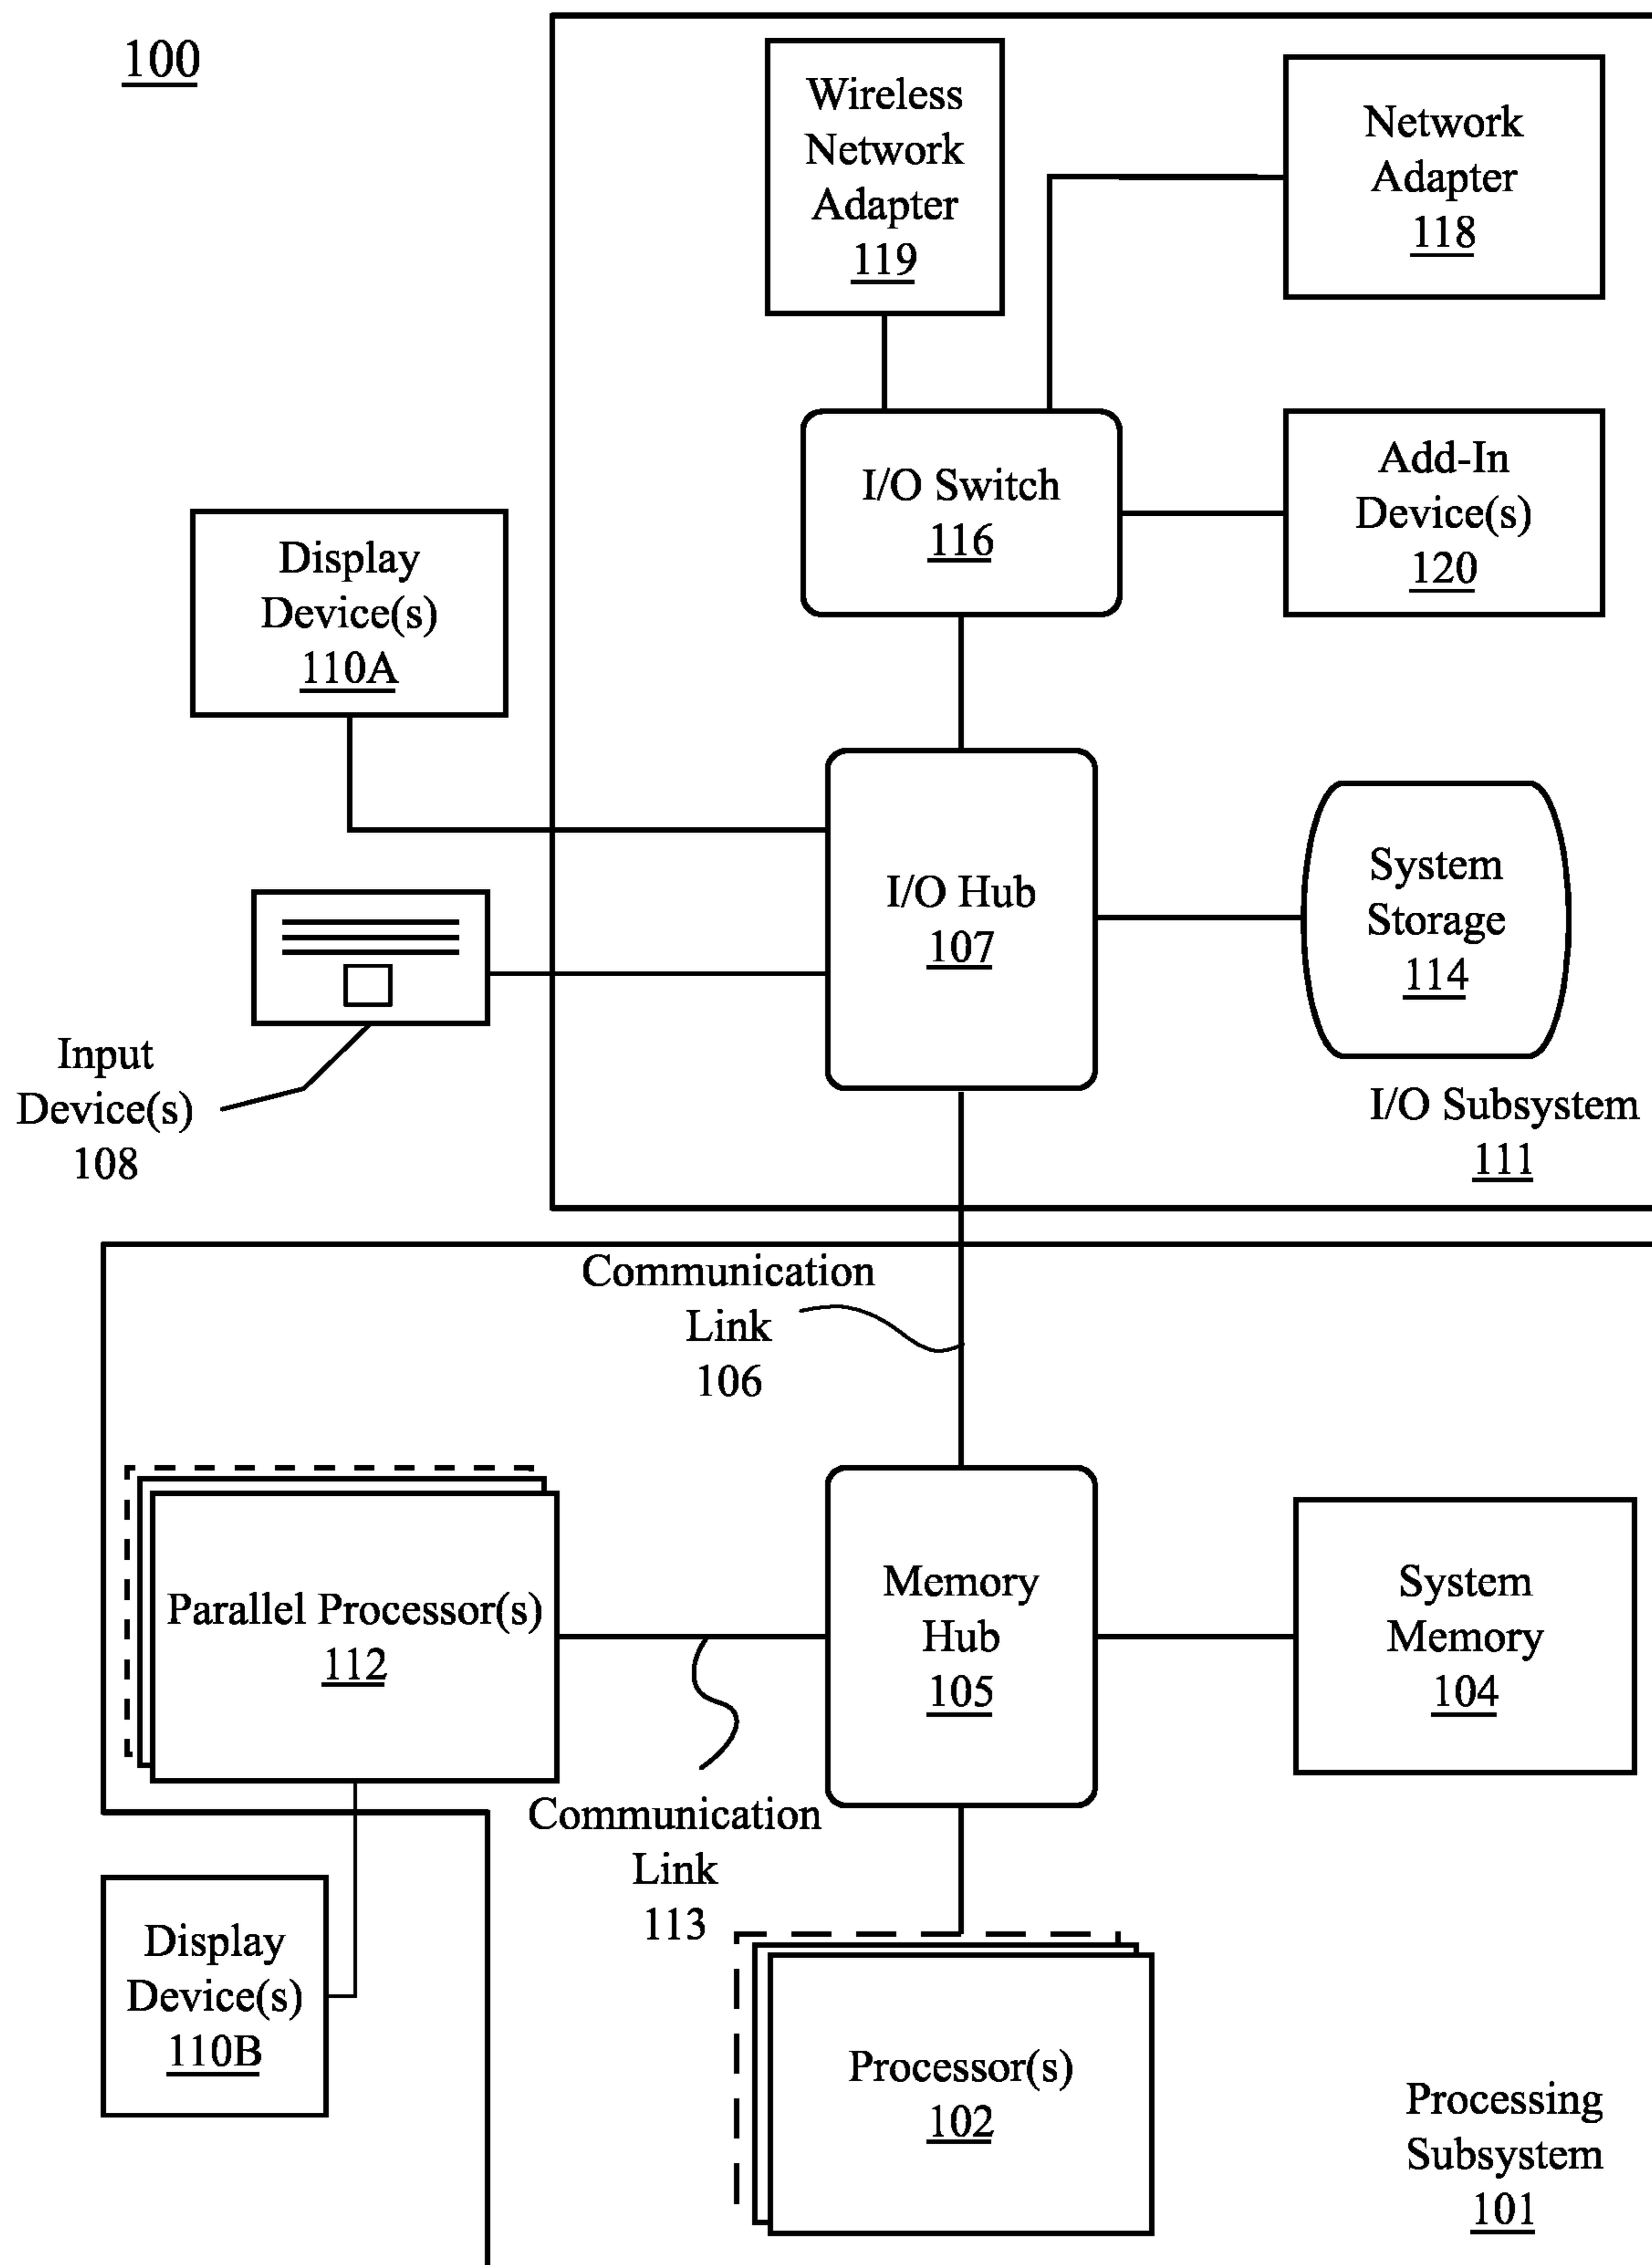 100
Wireless
Network
Adapter
119
Network
Adapter
118
I/O Switch
116
Add-In
Device(s)
120
Display
Device(s)
110A
I/O Hub
107
System
Storage
114
Input
Device(s)
108
I/O Subsystem
111
Communication
Link
106
Parallel Processor(s)
112
Memory
Hub
105
System
Memory
104
Communication
Link
113
Display
Device(s)
110B
Processor(s)
102
Processing
Subsystem
101